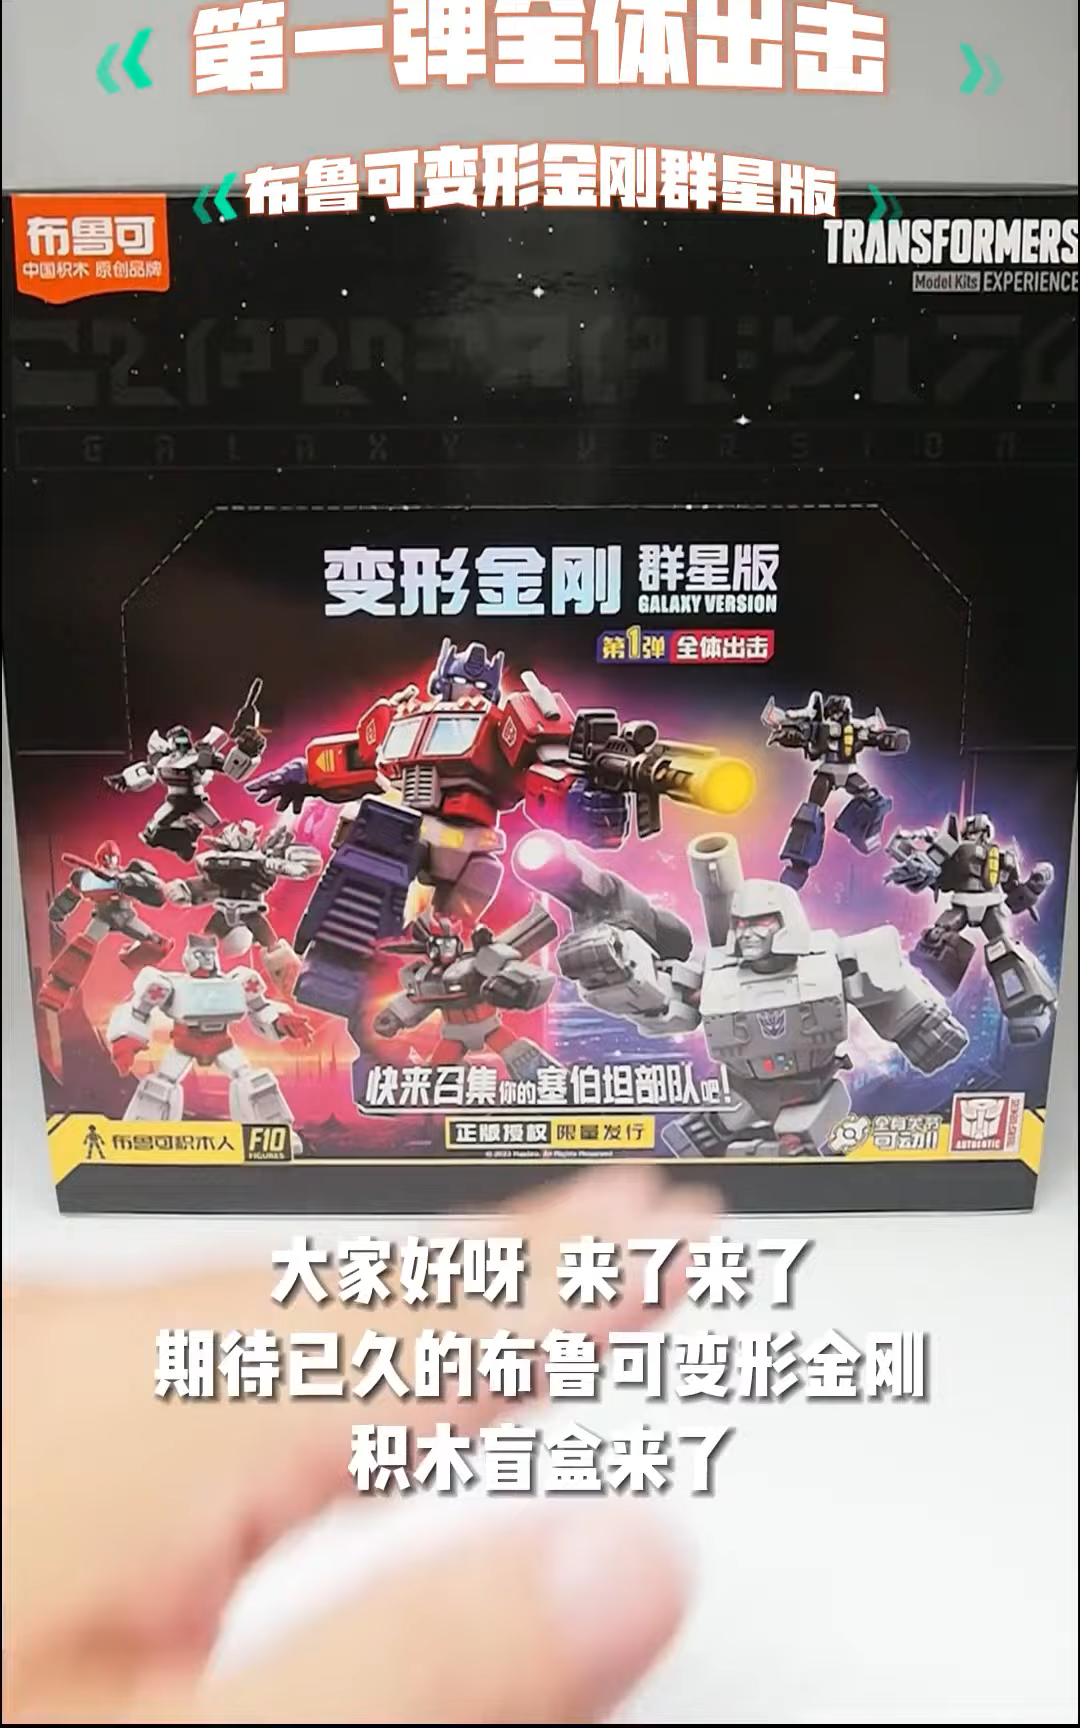 第一弹全体出击
布鲁可变形金刚群星版
布鲁可
中国积木 原创品牌
TRANSFORMERS
Model Kits EXPERIENCE
GALAXY VERSION
变形金刚 群星版
GALAXY VERSION
第1弹 全体出击
快来召集你的塞伯坦部队吧!
布鲁可积木人 F10
FIGURES
正版授权 限量发行
全身关节
可动!!
AUTHENTIC
大家好呀 来了来了
期待已久的布鲁可变形金刚
积木盲盒来了